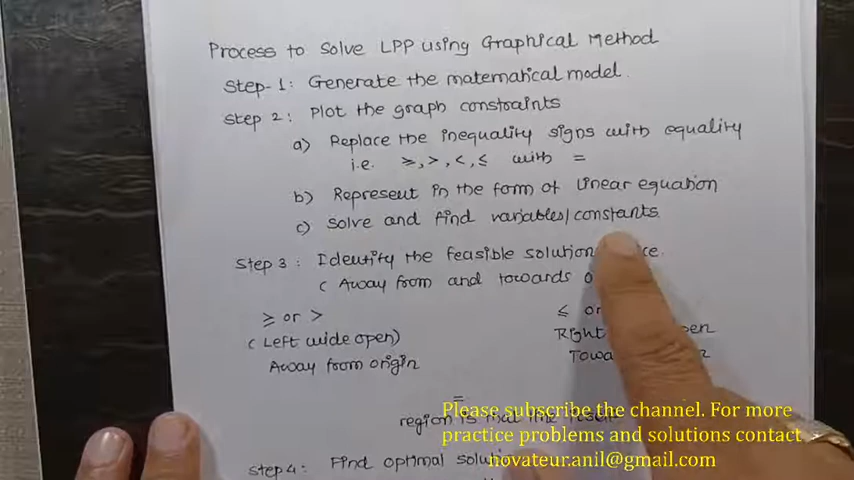 Process to Solve LPP using Graphical Method
Step-1: Generate the matematical model.
Step 2: Plot the graph constraints
a) Replace the inequality signs with equality
i.e. ≥, >, <, ≤ with =
b) Represent in the form of linear equation
c) Solve and find variables/constants.
Step 3: Identify the feasible solution
( Away from and towards
≥ or > ≤ or
( Left wide open) Right
Away from origin
=
region is that line
Please subscribe the channel. For more
practice problems and solutions contact
novateur.anil@gmail.com
Step 4: Find optimal